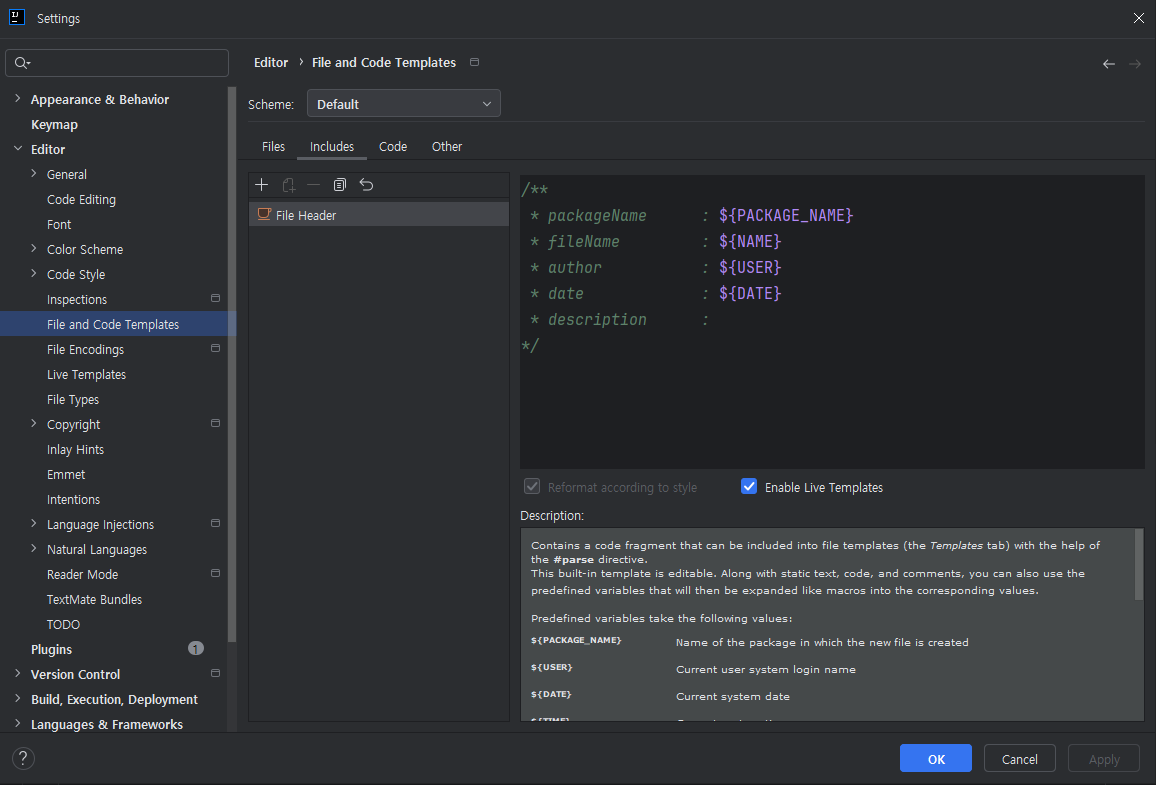 Settings
Editor › File and Code Templates
Scheme: Default
Files Includes Code Other
Appearance & Behavior
Keymap
Editor
General
Code Editing
Font
Color Scheme
Code Style
Inspections
File and Code Templates
File Encodings
Live Templates
File Types
Copyright
Inlay Hints
Emmet
Intentions
Language Injections
Natural Languages
Reader Mode
TextMate Bundles
TODO
Plugins 1
Version Control
Build, Execution, Deployment
Languages & Frameworks
File Header
/**
* packageName : ${PACKAGE_NAME}
* fileName : ${NAME}
* author : ${USER}
* date : ${DATE}
* description :
*/
Reformat according to style Enable Live Templates
Description:
Contains a code fragment that can be included into file templates (the Templates tab) with the help of
the #parse directive.
This built-in template is editable. Along with static text, code, and comments, you can also use the
predefined variables that will then be expanded like macros into the corresponding values.
Predefined variables take the following values:
${PACKAGE_NAME} Name of the package in which the new file is created
${USER} Current user system login name
${DATE} Current system date
${TIME}
? OK Cancel Apply